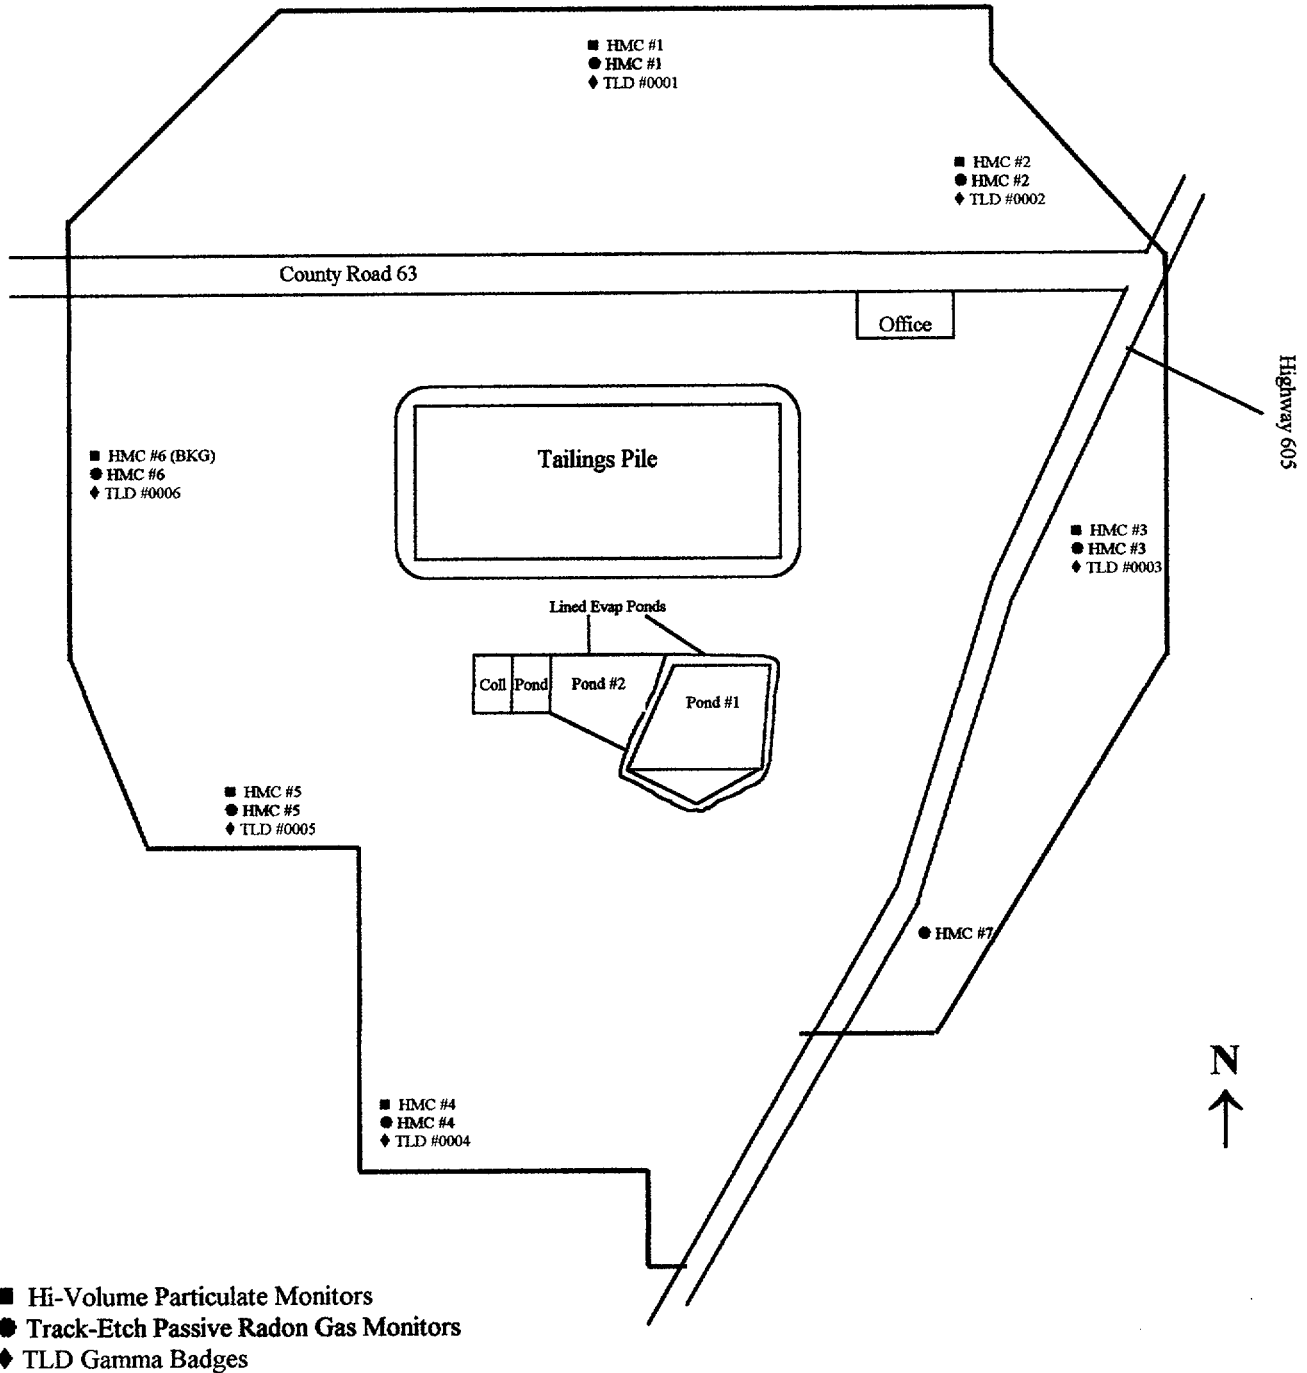 ■ HMC #1
● HMC #1
♦ TLD #0001
■ HMC #2
● HMC #2
♦ TLD #0002
County Road 63
Office
Highway 605
Tailings Pile
■ HMC #6 (BKG)
● HMC #6
♦ TLD #0006
■ HMC #3
● HMC #3
♦ TLD #0003
Lined Evap Ponds
Coll Pond Pond #2
Pond #1
■ HMC #5
● HMC #5
♦ TLD #0005
● HMC #7
N
■ HMC #4
● HMC #4
♦ TLD #0004
■ Hi-Volume Particulate Monitors
● Track-Etch Passive Radon Gas Monitors
♦ TLD Gamma Badges